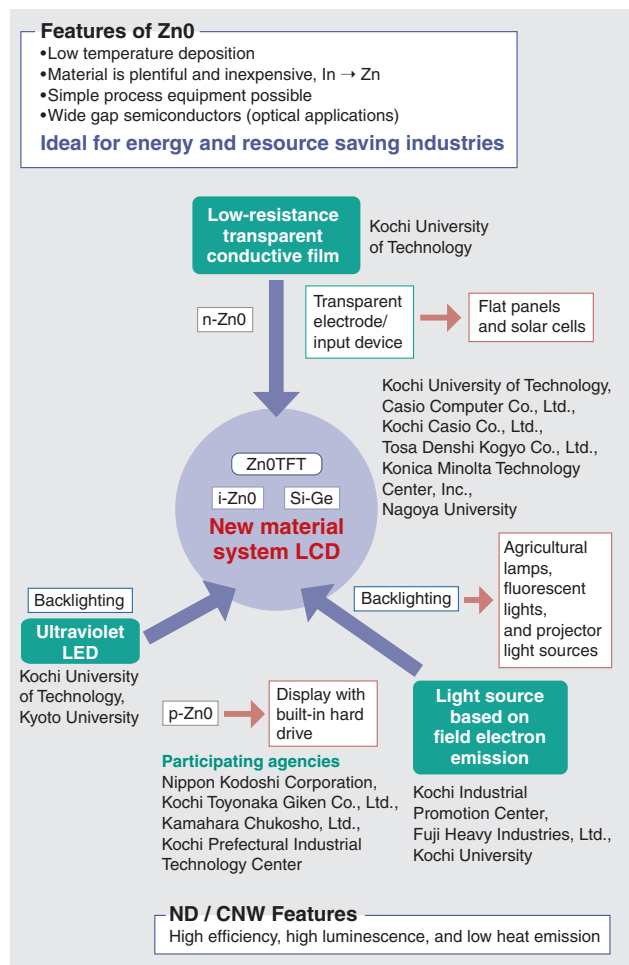 Features of Zn0
•Low temperature deposition
•Material is plentiful and inexpensive, In → Zn
•Simple process equipment possible
•Wide gap semiconductors (optical applications)
Ideal for energy and resource saving industries
Low-resistance
transparent
conductive film
Kochi University
of Technology
n-Zn0
Transparent
electrode/
input device
Flat panels
and solar cells
Kochi University of Technology,
Casio Computer Co., Ltd.,
Kochi Casio Co., Ltd.,
Tosa Denshi Kogyo Co., Ltd.,
Konica Minolta Technology
Center, Inc.,
Nagoya University
Zn0TFT
i-Zn0
Si-Ge
New material
system LCD
Agricultural
lamps,
fluorescent
lights,
and projector
light sources
Backlighting
Backlighting
Ultraviolet
LED
Kochi University
of Technology,
Kyoto University
p-Zn0
Display with
built-in hard
drive
Light source
based on
field electron
emission
Participating agencies
Nippon Kodoshi Corporation,
Kochi Toyonaka Giken Co., Ltd.,
Kamahara Chukosho, Ltd.,
Kochi Prefectural Industrial
Technology Center
Kochi Industrial
Promotion Center,
Fuji Heavy Industries, Ltd.,
Kochi University
ND / CNW Features
High efficiency, high luminescence, and low heat emission